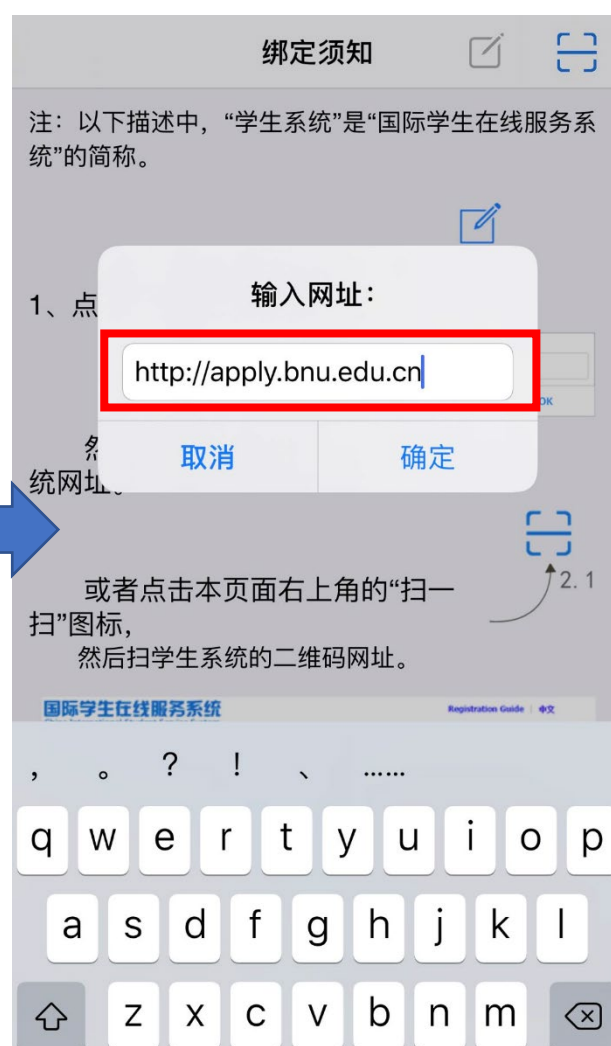 绑定须知
注：以下描述中，“学生系统”是“国际学生在线服务系
统”的简称。
1、点
输入网址：
http://apply.bnu.edu.cn
OK
取消
确定
统网址。
2.1
或者点击本页面右上角的“扫一
扫”图标，
然后扫学生系统的二维码网址。
国际学生在线服务系统
Registration Guide | 中文
， 。 ？ ！ 、 ……
q w e r t y u i o p
a s d f g h j k l
z x c v b n m